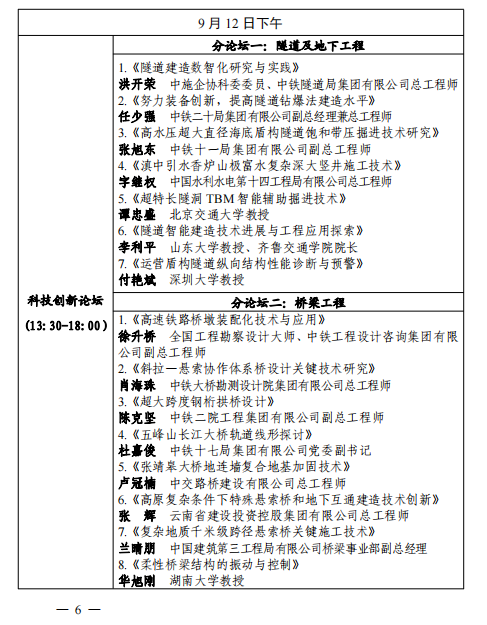 9月12日下午
科技创新论坛
(13:30-18:00)
分论坛一：隧道及地下工程
1.《隧道建造数智化研究与实践》
洪开荣 中施企协科委委员、中铁隧道局集团有限公司总工程师
2.《努力装备创新，提高隧道钻爆法建造水平》
任少强 中铁二十局集团有限公司副总经理兼总工程师
3.《高水压超大直径海底盾构隧道饱和带压掘进技术研究》
张旭东 中铁十一局集团有限公司副总工程师
4.《滇中引水香炉山极富水复杂深大竖井施工技术》
字继权 中国水利水电第十四工程局有限公司总工程师
5.《超特长隧洞TBM智能辅助掘进技术》
谭忠盛 北京交通大学教授
6.《隧道智能建造技术进展与工程应用探索》
李利平 山东大学教授、齐鲁交通学院院长
7.《运营盾构隧道纵向结构性能诊断与预警》
付艳斌 深圳大学教授
分论坛二：桥梁工程
1.《高速铁路桥墩装配化技术与应用》
徐升桥 全国工程勘察设计大师、中铁工程设计咨询集团有限
公司副总工程师
2.《斜拉—悬索协作体系桥设计关键技术研究》
肖海珠 中铁大桥勘测设计院集团有限公司总工程师
3.《超大跨度钢桁拱桥设计》
陈克坚 中铁二院工程集团有限公司副总工程师
4.《五峰山长江大桥轨道线形探讨》
杜嘉俊 中铁十七局集团有限公司党委副书记
5.《张靖皋大桥地连墙复合地基加固技术》
卢冠楠 中交路桥建设有限公司总工程师
6.《高原复杂条件下特殊悬索桥和地下互通建造技术创新》
张 辉 云南省建设投资控股集团有限公司总工程师
7.《复杂地质千米级跨径悬索桥关键施工技术》
兰晴朋 中国建筑第三工程局有限公司桥梁事业部副总经理
8.《柔性桥梁结构的振动与控制》
华旭刚 湖南大学教授
— 6 —